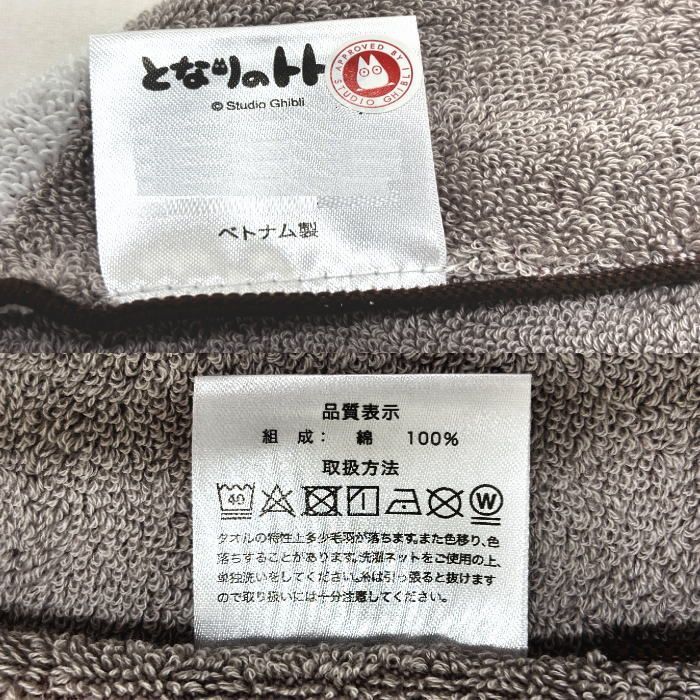 となりのトトロ
© Studio Ghibli
APPROVED BY STUDIO GHIBLI
ベトナム製
品質表示
組 成: 綿 100%
取扱方法
40
W
タオルの特性上多少毛羽が落ちます。また色移り、色
落ちすることがあります。洗濯ネットをご使用の上、
単独洗いをしてください。糸は引っ張ると抜けます
ので取り扱いには十分注意してください。